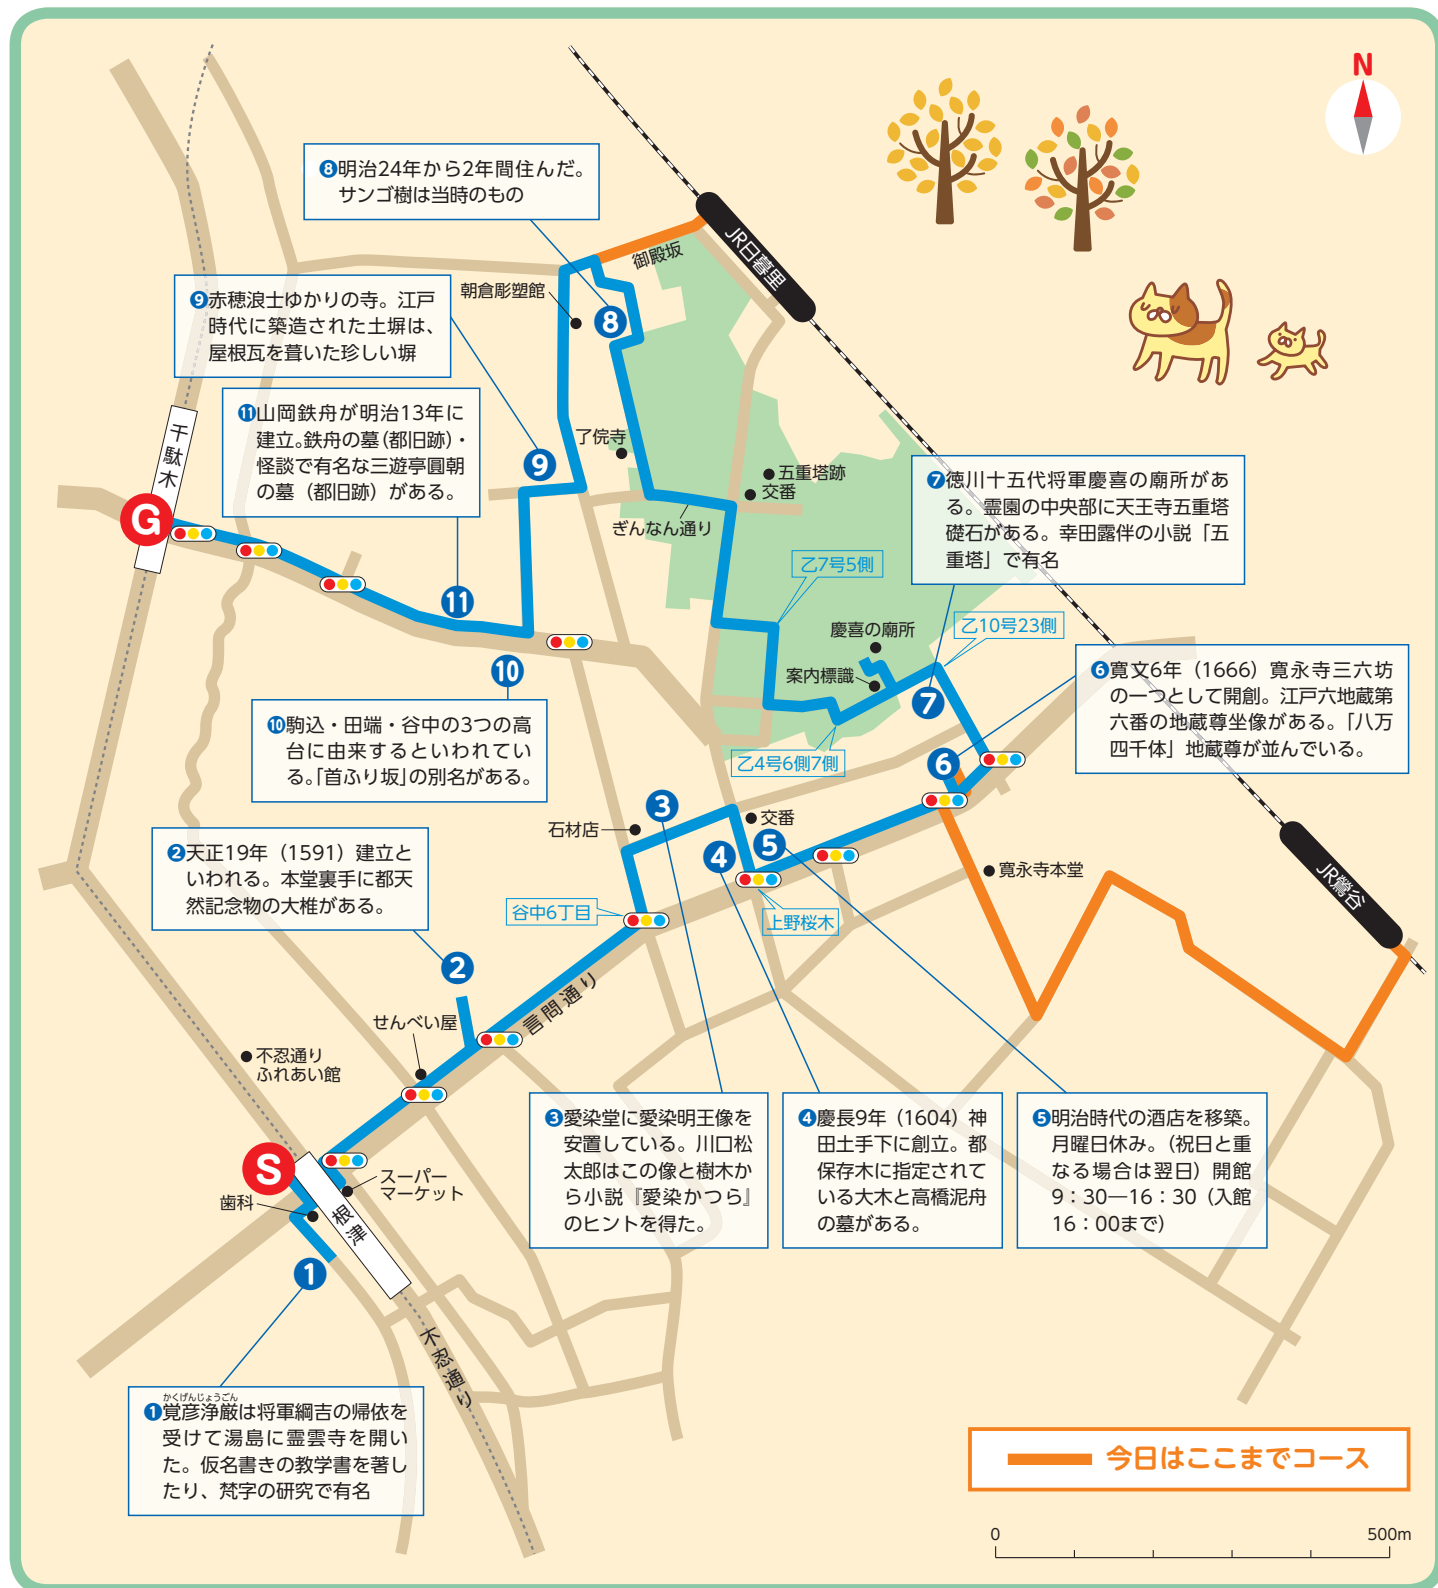 N
❽明治24年から2年間住んだ。
サンゴ樹は当時のもの
御殿坂
JR日暮里
朝倉彫塑館
8
❾赤穂浪士ゆかりの寺。江戸
時代に築造された土塀は、
屋根瓦を葺いた珍しい塀
⓫山岡鉄舟が明治13年に
建立。鉄舟の墓（都旧跡）・
怪談で有名な三遊亭圓朝
の墓（都旧跡）がある。
千駄木
G
了俒寺
9
五重塔跡
交番
ぎんなん通り
❼徳川十五代将軍慶喜の廟所があ
る。霊園の中央部に天王寺五重塔
礎石がある。幸田露伴の小説「五
重塔」で有名
乙7号5側
11
慶喜の廟所
乙10号23側
案内標識
10
7
❻寛文6年（1666）寛永寺三六坊
の一つとして開創。江戸六地蔵第
六番の地蔵尊坐像がある。「八万
四千体」地蔵尊が並んでいる。
❿駒込・田端・谷中の3つの高
台に由来するといわれてい
る。「首ふり坂」の別名がある。
乙4号6側7側
6
3
石材店
交番
4
5
❷天正19年（1591）建立と
いわれる。本堂裏手に都天
然記念物の大椎がある。
寛永寺本堂
JR鶯谷
谷中6丁目
上野桜木
2
言問通り
せんべい屋
不忍通り
ふれあい館
❸愛染堂に愛染明王像を
安置している。川口松
太郎はこの像と樹木か
ら小説『愛染かつら』
のヒントを得た。
❹慶長9年（1604）神
田土手下に創立。都
保存木に指定されて
いる大木と高橋泥舟
の墓がある。
❺明治時代の酒店を移築。
月曜日休み。（祝日と重
なる場合は翌日）開館
9：30―16：30（入館
16：00まで）
S
スーパー
マーケット
歯科
根津
1
不忍通り
かくげんじょうごん
❶覚彦浄厳は将軍綱吉の帰依を
受けて湯島に霊雲寺を開い
た。仮名書きの教学書を著し
たり、梵字の研究で有名
今日はここまでコース
0
500m